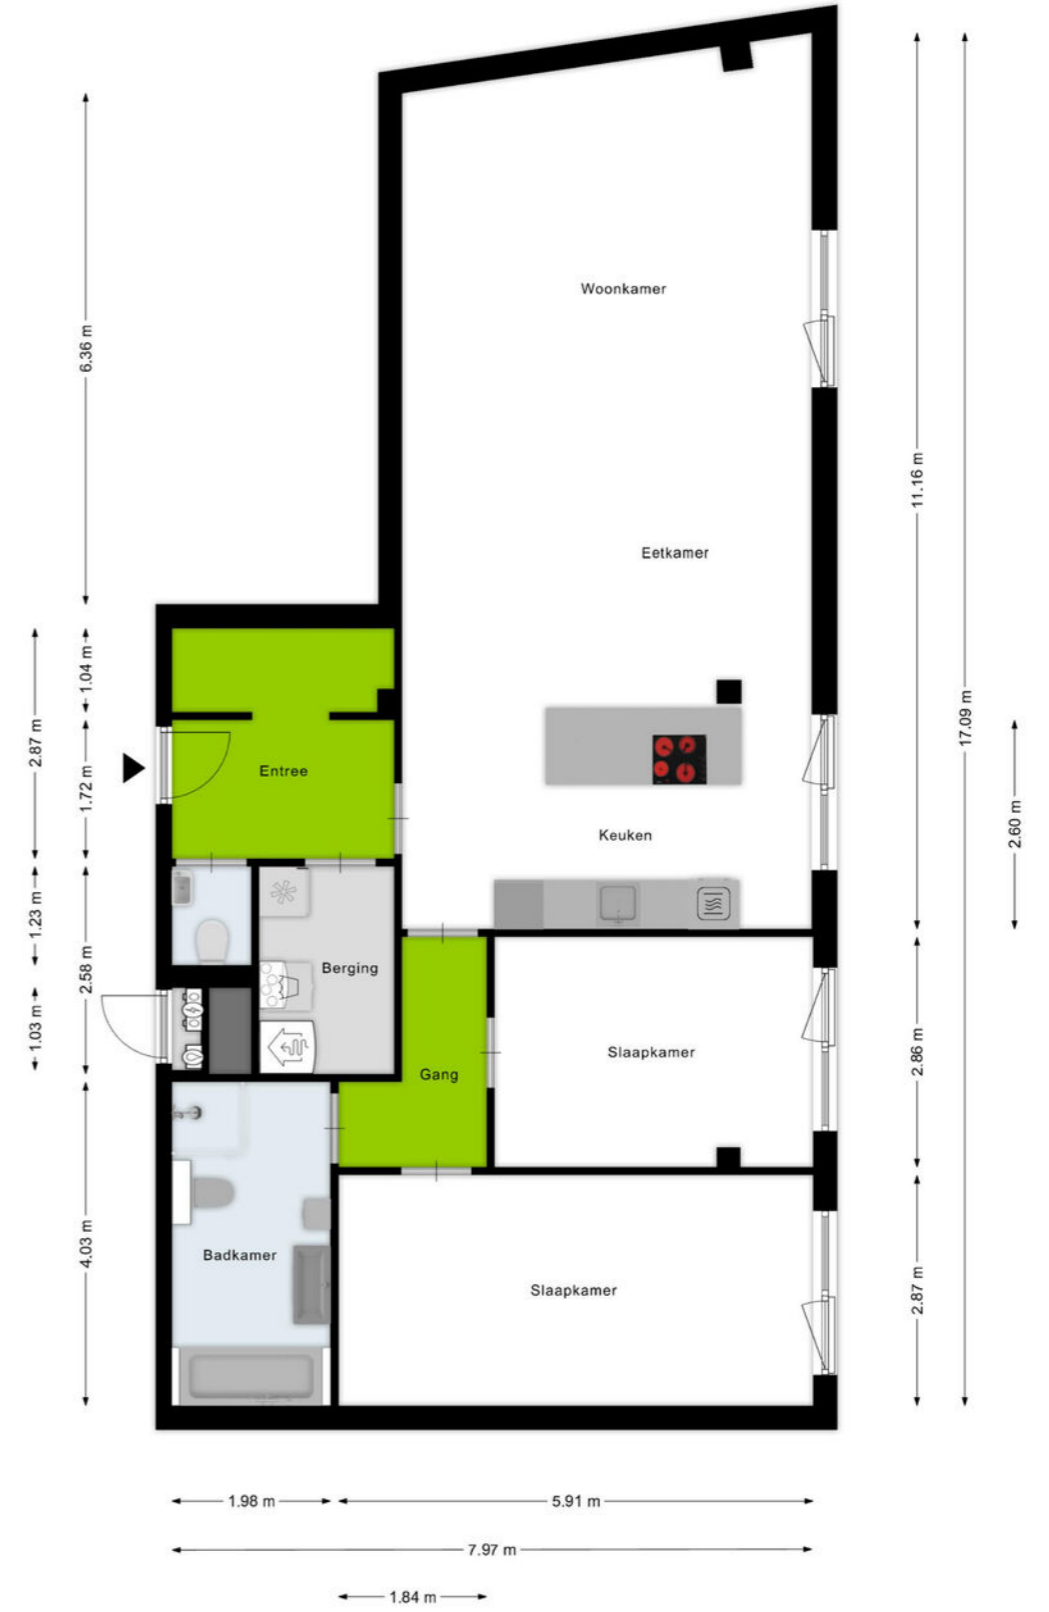 Woonkamer
6.36 m
11.16 m
Eetkamer
1.04 m
2.87 m
17.09 m
1.72 m
Entree
2.60 m
Keuken
1.23 m
2.58 m
Berging
1.03 m
Slaapkamer
2.86 m
Gang
4.03 m
Badkamer
Slaapkamer
2.87 m
1.98 m
5.91 m
7.97 m
1.84 m